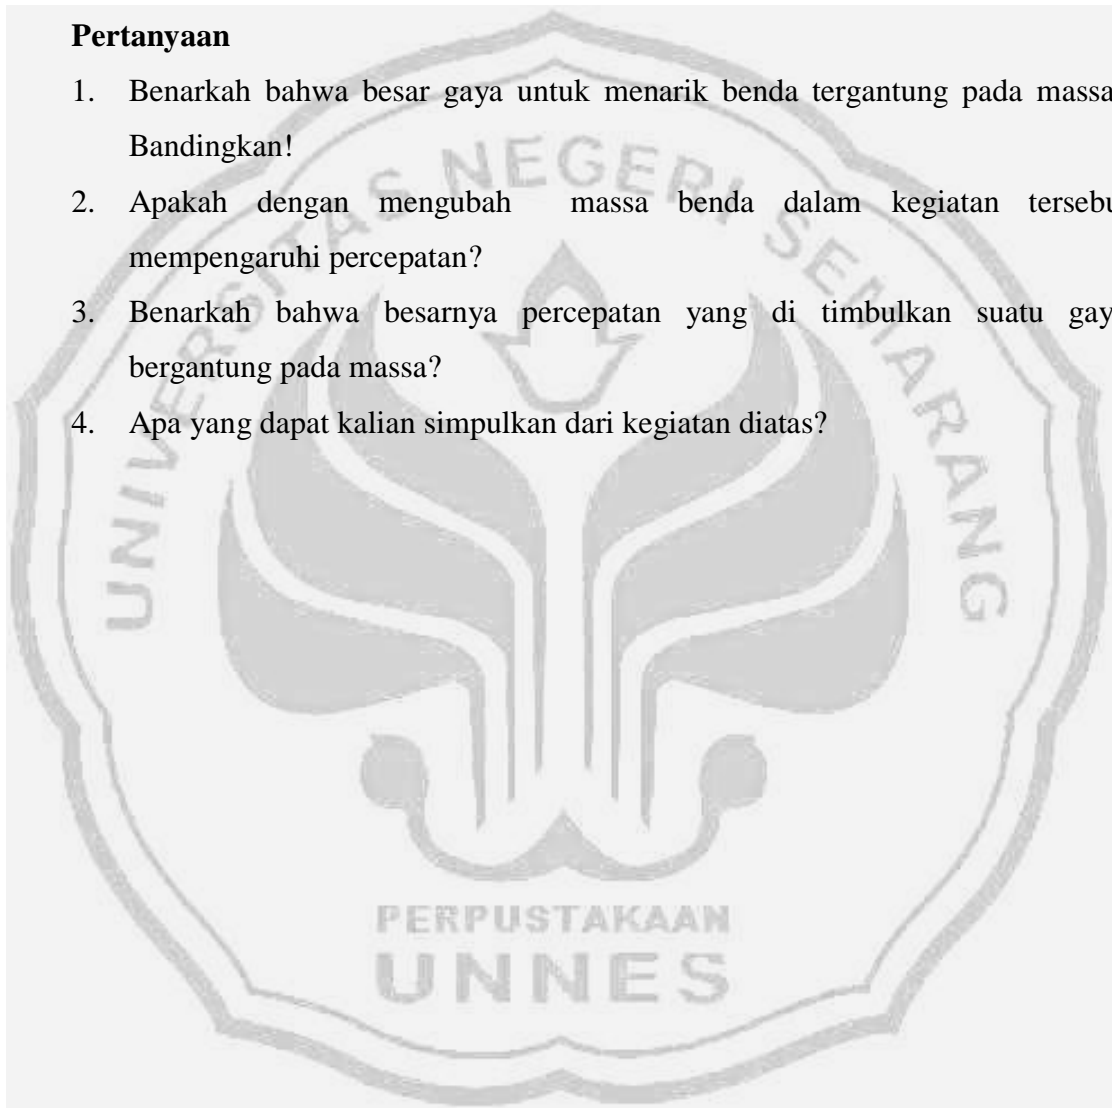 Pertanyaan
1. Benarkah bahwa besar gaya untuk menarik benda tergantung pada massa
Bandingkan!
2. Apakah dengan mengubah massa benda dalam kegiatan tersebu
mempengaruhi percepatan?
3. Benarkah bahwa besarnya percepatan yang di timbulkan suatu gay
bergantung pada massa?
4. Apa yang dapat kalian simpulkan dari kegiatan diatas?
UNIVERSITAS NEGERI SEMARANG
PERPUSTAKAAN
UNNES